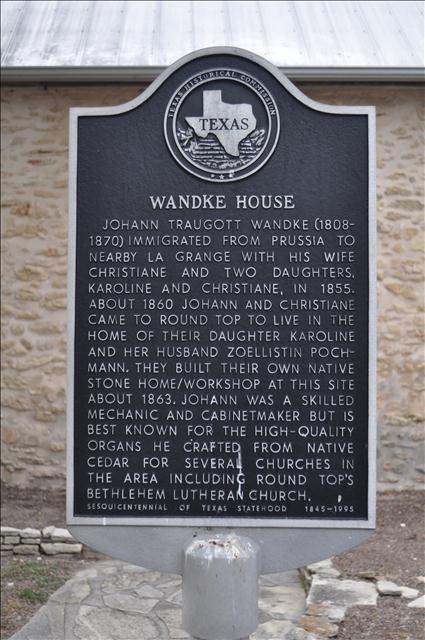 TEXAS HISTORICAL COMMISSION
TEXAS
WANDKE HOUSE
JOHANN TRAUGOTT WANDKE (1808-
1870) IMMIGRATED FROM PRUSSIA TO
NEARBY LA GRANGE WITH HIS WIFE
CHRISTIANE AND TWO DAUGHTERS,
KAROLINE AND CHRISTIANE, IN 1855.
ABOUT 1860 JOHANN AND CHRISTIANE
CAME TO ROUND TOP TO LIVE IN THE
HOME OF THEIR DAUGHTER KAROLINE
AND HER HUSBAND ZOELLISTIN POCH-
MANN. THEY BUILT THEIR OWN NATIVE
STONE HOME/WORKSHOP AT THIS SITE
ABOUT 1863. JOHANN WAS A SKILLED
MECHANIC AND CABINETMAKER BUT IS
BEST KNOWN FOR THE HIGH-QUALITY
ORGANS HE CRAFTED FROM NATIVE
CEDAR FOR SEVERAL CHURCHES IN
THE AREA INCLUDING ROUND TOP'S
BETHLEHEM LUTHERAN CHURCH.
SESQUICENTENNIAL OF TEXAS STATEHOOD 1845-1995